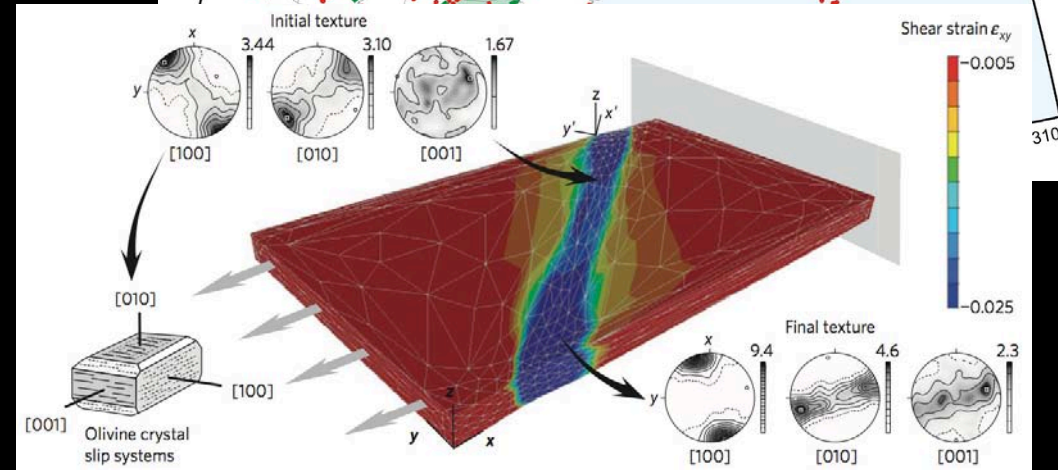 Initial texture
x
y
3.44
3.10
1.67
[100]
[010]
[001]
Shear strain εxy
−0.005
−0.025
310
z
x′
y′
[010]
[100]
[001]
Olivine crystal
slip systems
z
y
x
Final texture
x
y
9.4
4.6
2.3
[100]
[010]
[001]